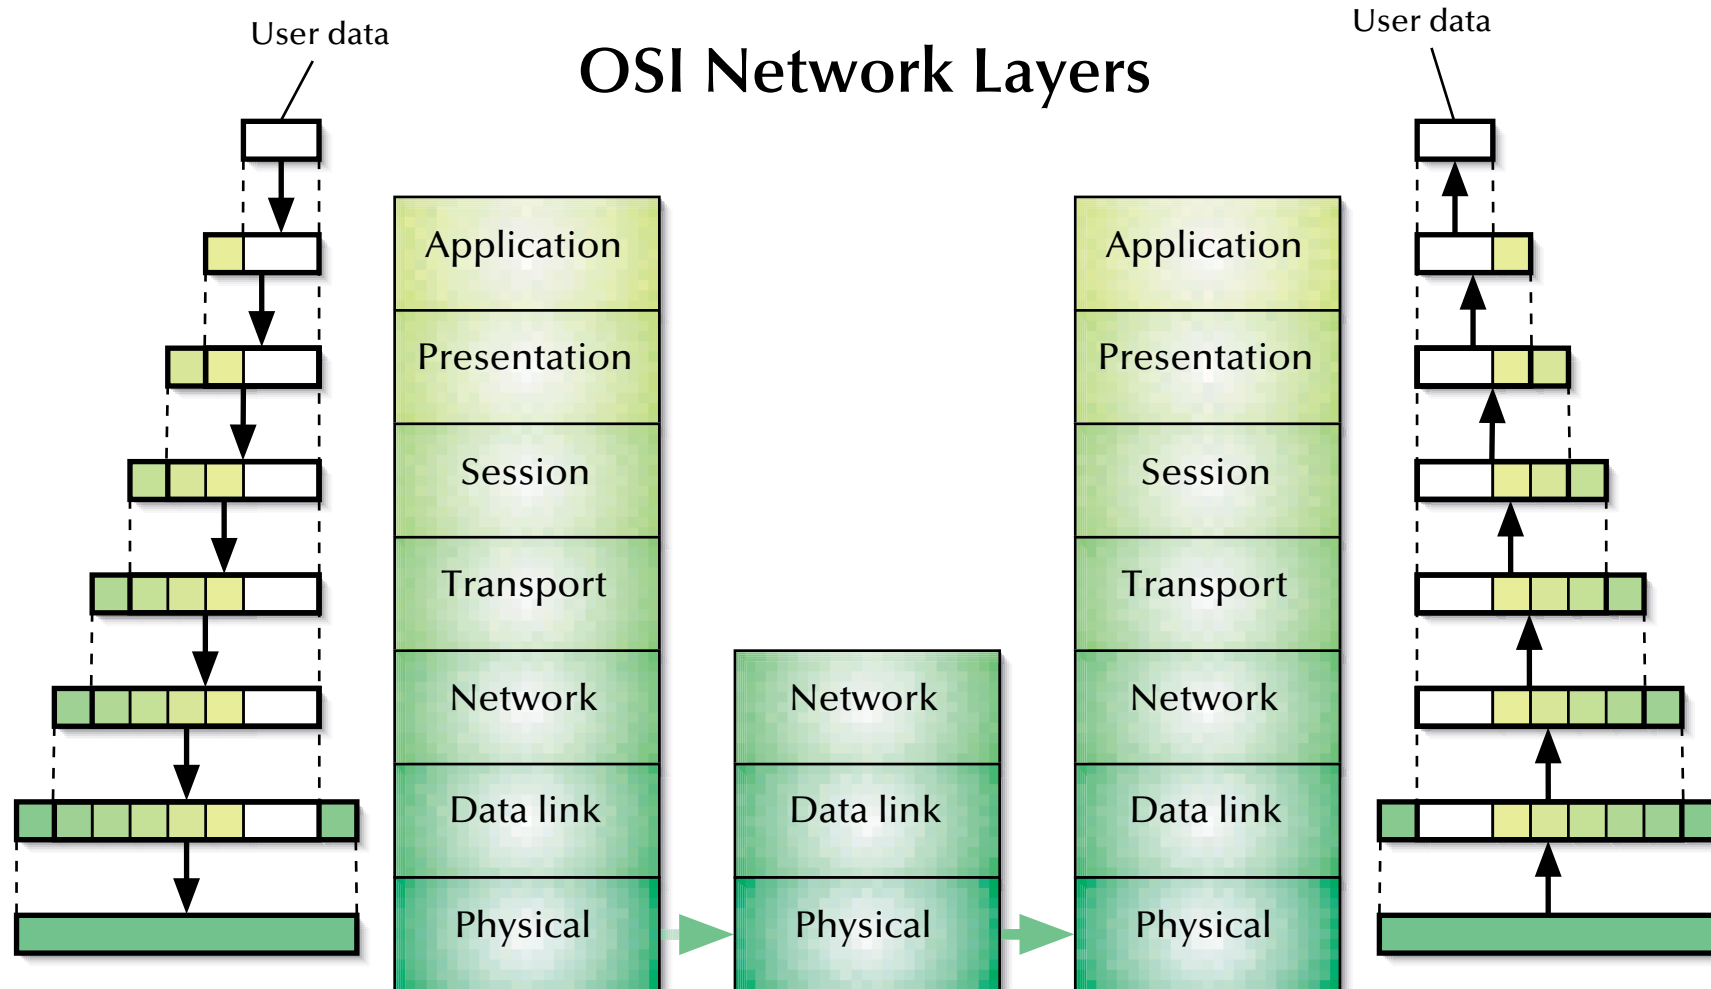 User data
User data
OSI Network Layers
Application
Presentation
Session
Transport
Network
Data link
Physical
Network
Data link
Physical
Application
Presentation
Session
Transport
Network
Data link
Physical